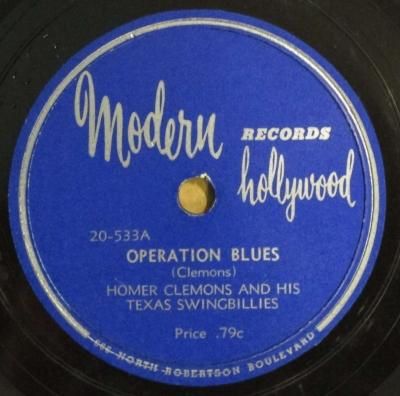 Modern
RECORDS
hollywood
20-533A
OPERATION BLUES
(Clemons)
HOMER CLEMONS AND HIS
TEXAS SWINGBILLIES
Price .79c
NORTH ROBERTSON BOULEVARD